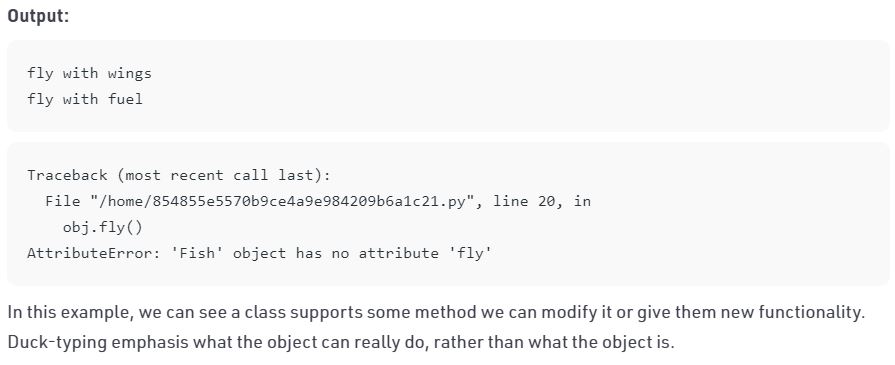 Output:
fly with wings
fly with fuel
Traceback (most recent call last):
  File "/home/854855e5570b9ce4a9e984209b6a1c21.py", line 20, in
    obj.fly()
AttributeError: 'Fish' object has no attribute 'fly'
In this example, we can see a class supports some method we can modify it or give them new functionality.
Duck-typing emphasis what the object can really do, rather than what the object is.